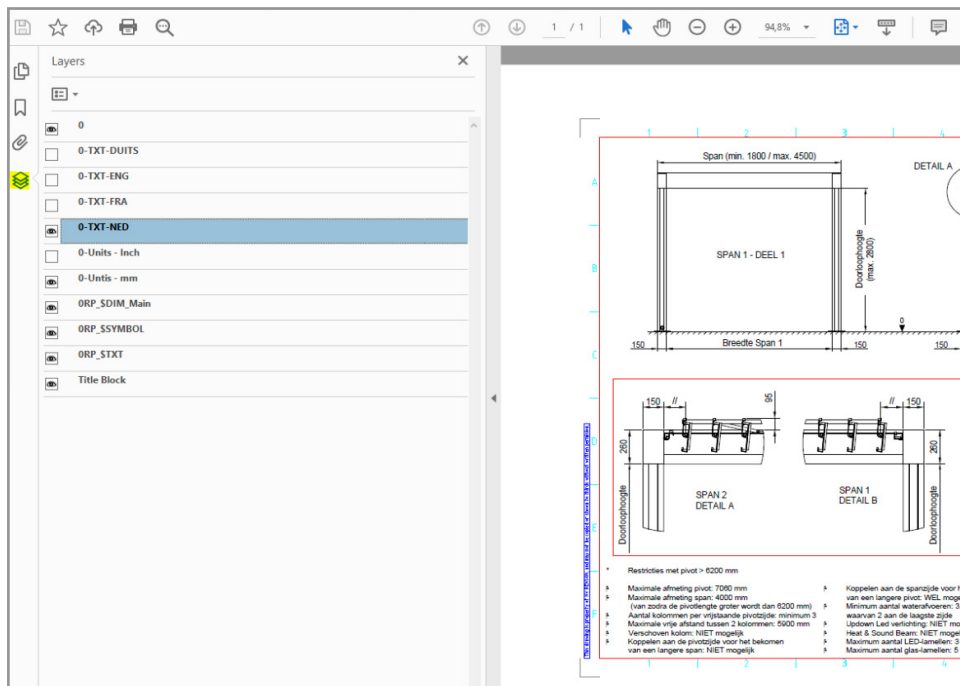 1 / 1
94,8%
Layers
0
0-TXT-DUITS
0-TXT-ENG
0-TXT-FRA
0-TXT-NED
0-Units - Inch
0-Untis - mm
0RP_$DIM_Main
0RP_$SYMBOL
0RP_$TXT
Title Block
1 2 3 4
A
B
C
D
E
F
Span (min. 1800 / max. 4500)
DETAIL A
SPAN 1 - DEEL 1
Doorloophoogte
(max. 2800)
0
150 Breedte Span 1 150 150
150 // 95 // 150
260 260
SPAN 2
DETAIL A
SPAN 1
DETAIL B
Doorloophoogte Doorloophoogte
* Restricties met pivot > 6200 mm
Maximale afmeting pivot: 7060 mm
Maximale afmeting span: 4000 mm
(van zodra de pivotlengte groter wordt dan 6200 mm)
Aantal kolommen per vrijstaande pivotzijde: minimum 3
Maximale vrije afstand tussen 2 kolommen: 5900 mm
Verschoven kolom: NIET mogelijk
Koppelen aan de pivotzijde voor het bekomen
van een langere span: NIET mogelijk
Koppelen aan de spanzijde voor h
van een langere pivot: WEL moge
Minimum aantal waterafvoeren: 3
waarvan 2 aan de laagste zijde
Updown Led verlichting: NIET mo
Heat & Sound Beam: NIET mogel
Maximum aantal LED-lamellen: 3
Maximum aantal glas-lamellen: 5
1 2 3 4